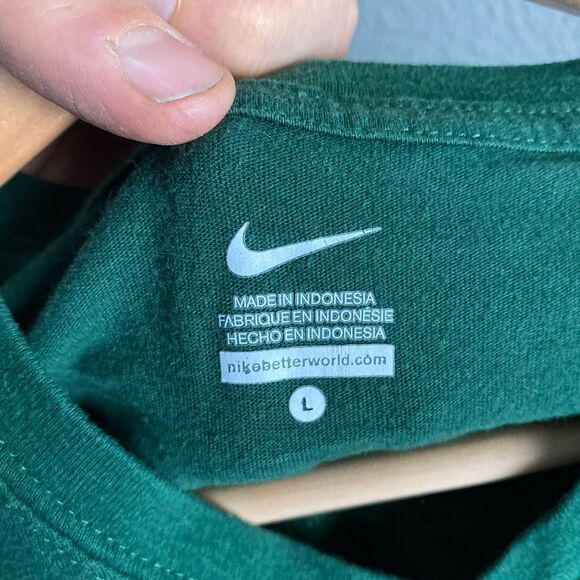 MADE IN INDONESIA
FABRIQUE EN INDONÉSIE
HECHO EN INDONESIA
nikebetterworld.com
L